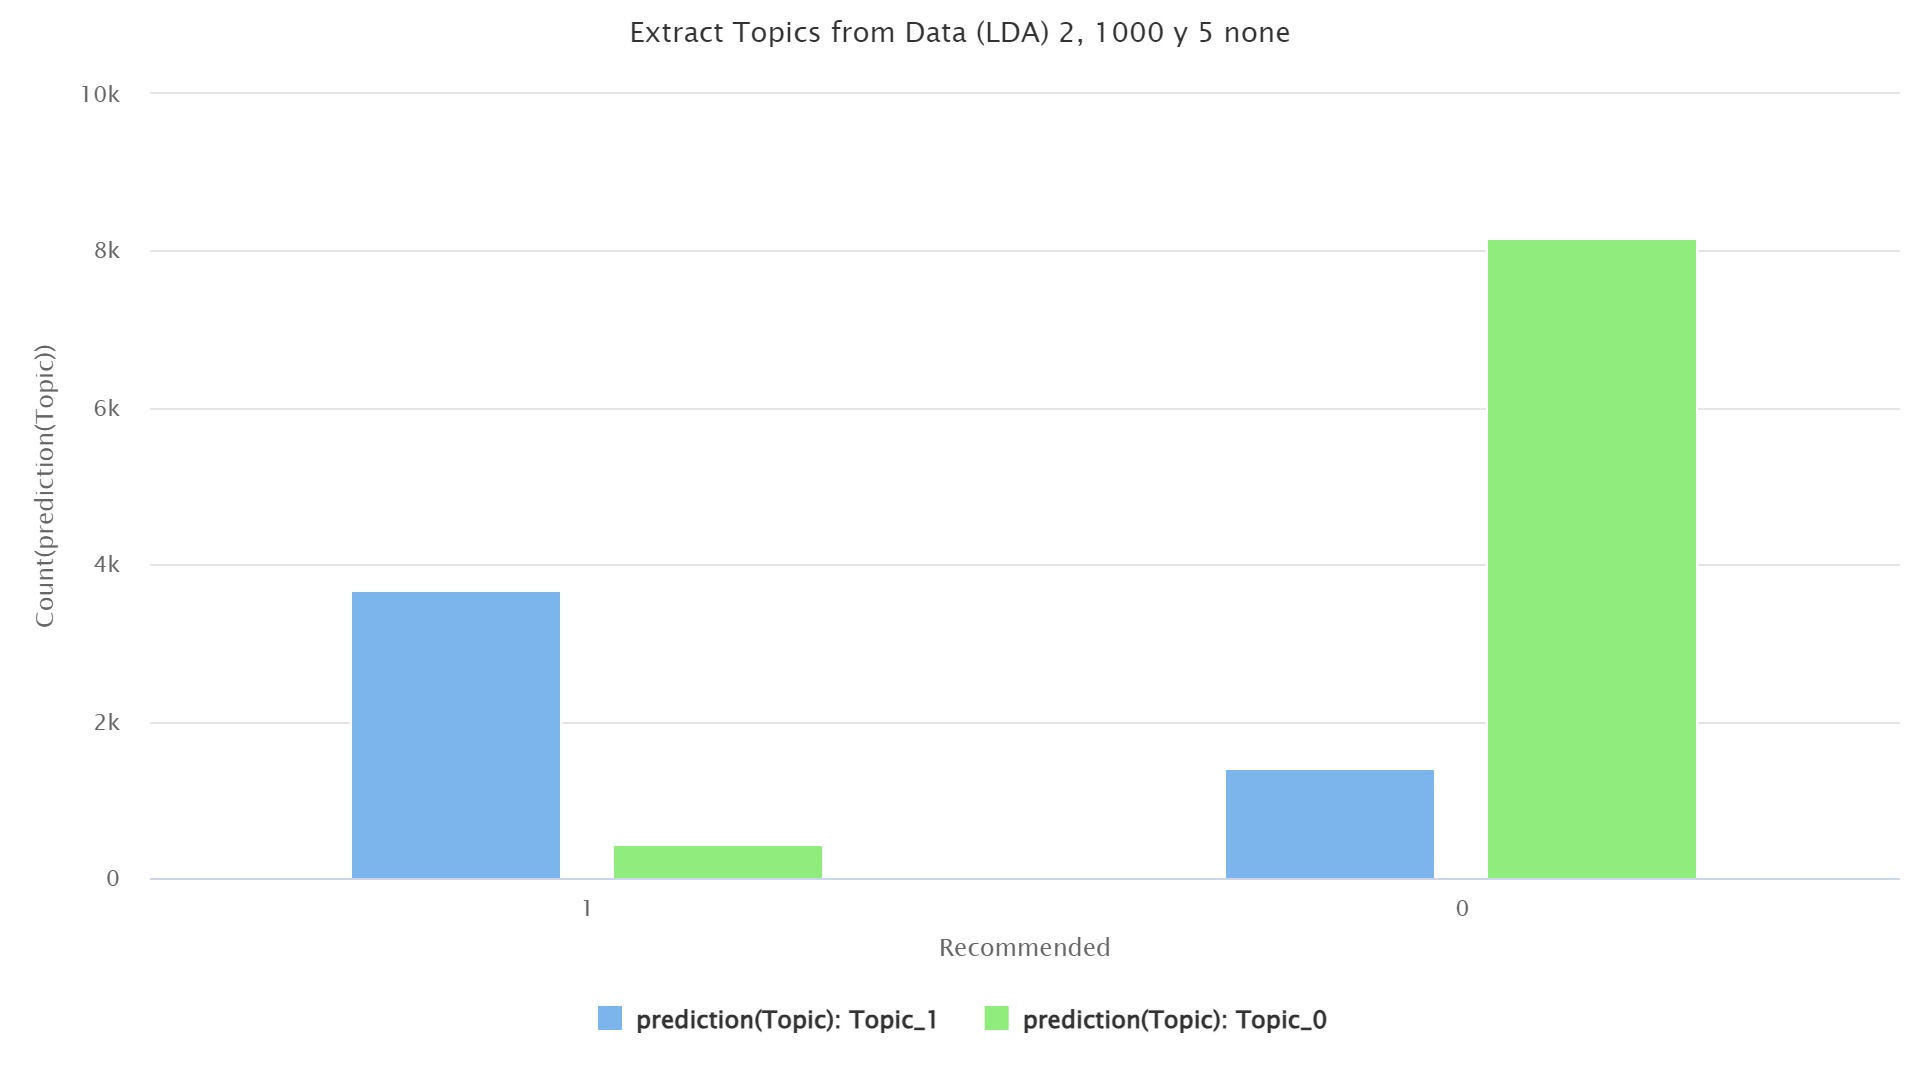 Extract Topics from Data (LDA) 2, 1000 y 5 none
10k
8k
6k
4k
2k
0
Count(prediction(Topic))
1
0
Recommended
prediction(Topic): Topic_1
prediction(Topic): Topic_0